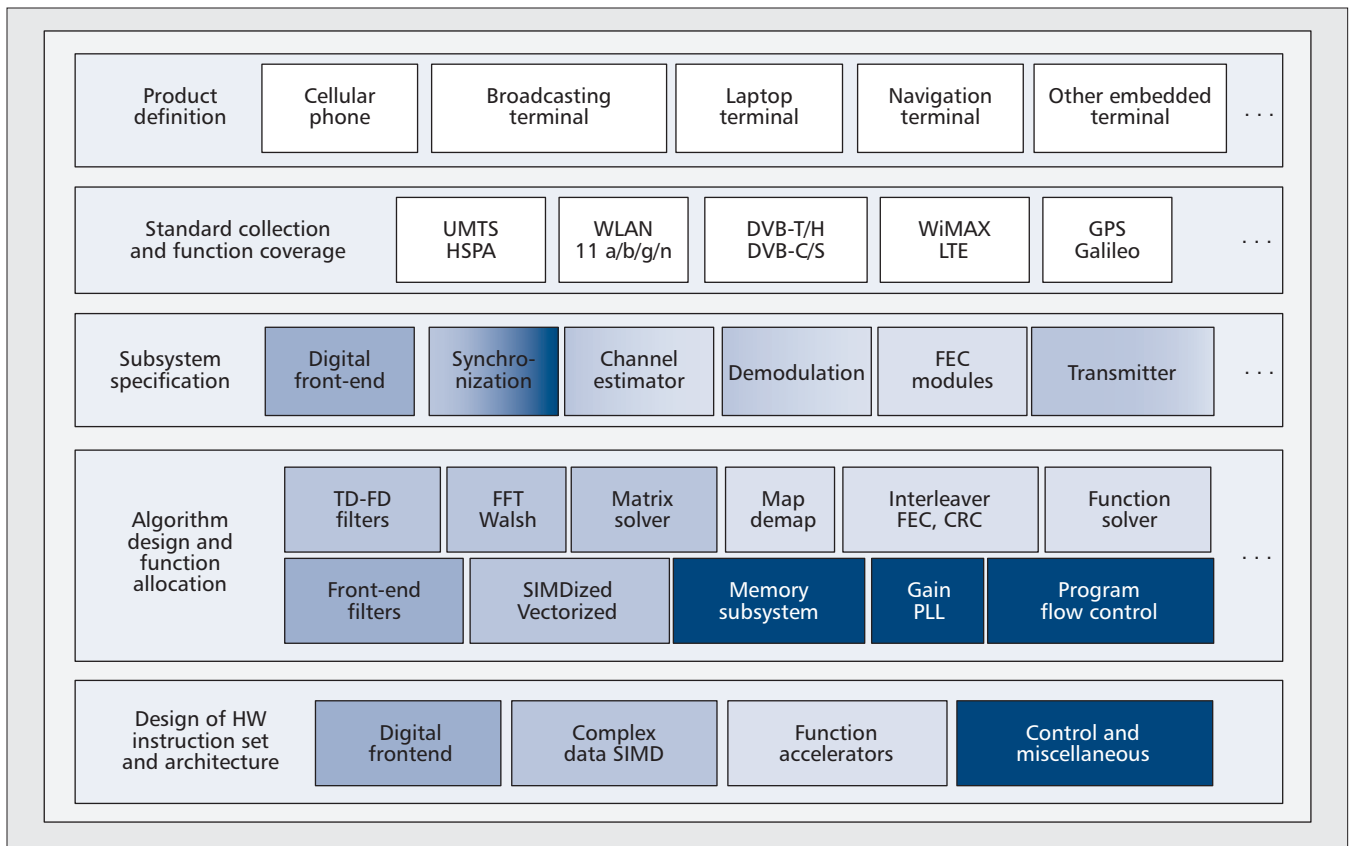 Product
definition
Cellular
phone
Broadcasting
terminal
Laptop
terminal
Navigation
terminal
Other embedded
terminal
. . .
Standard collection
and function coverage
UMTS
HSPA
WLAN
11 a/b/g/n
DVB-T/H
DVB-C/S
WiMAX
LTE
GPS
Galileo
. . .
Subsystem
specification
Digital
front-end
Synchro-
nization
Channel
estimator
Demodulation
FEC
modules
Transmitter
. . .
Algorithm
design and
function
allocation
TD-FD
filters
FFT
Walsh
Matrix
solver
Map
demap
Interleaver
FEC, CRC
Function
solver
Front-end
filters
SIMDized
Vectorized
Memory
subsystem
Gain
PLL
Program
flow control
. . .
Design of HW
instruction set
and architecture
Digital
frontend
Complex
data SIMD
Function
accelerators
Control and
miscellaneous